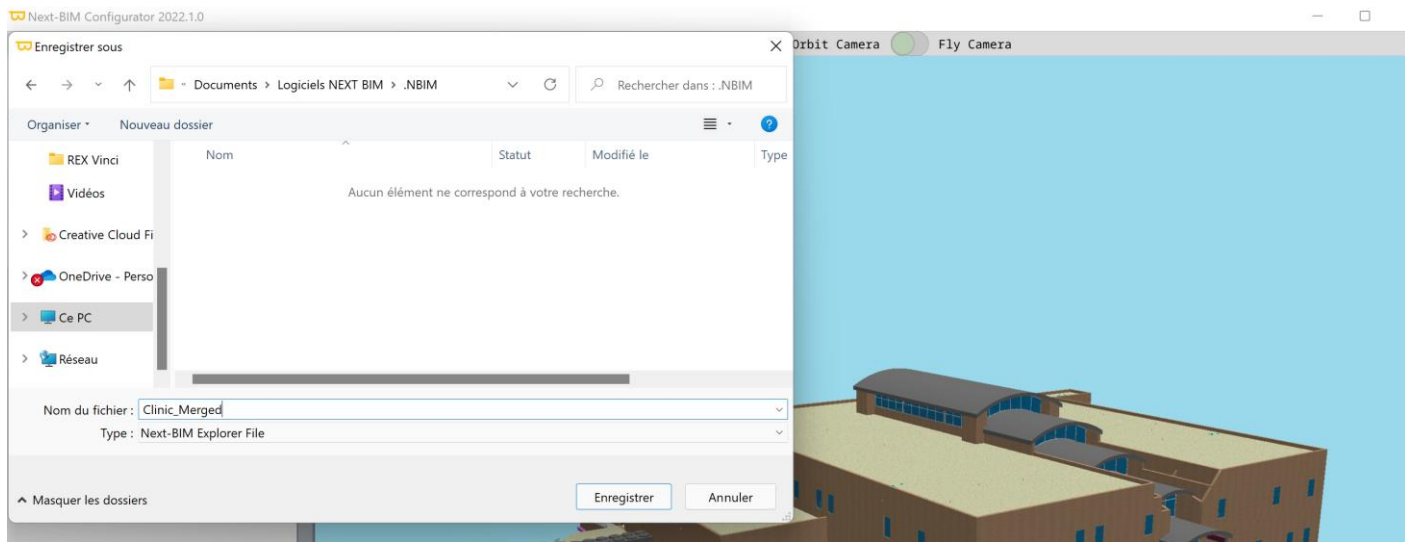 Next-BIM Configurator 2022.1.0
Enregistrer sous
Orbit Camera Fly Camera
Documents > Logiciels NEXT BIM > .NBIM
Rechercher dans : .NBIM
Organiser Nouveau dossier
Nom Statut Modifié le Type
REX Vinci
Aucun élément ne correspond à votre recherche.
Vidéos
Creative Cloud Fi
OneDrive - Perso
Ce PC
Réseau
Nom du fichier : Clinic_Merged
Type : Next-BIM Explorer File
Masquer les dossiers
Enregistrer Annuler